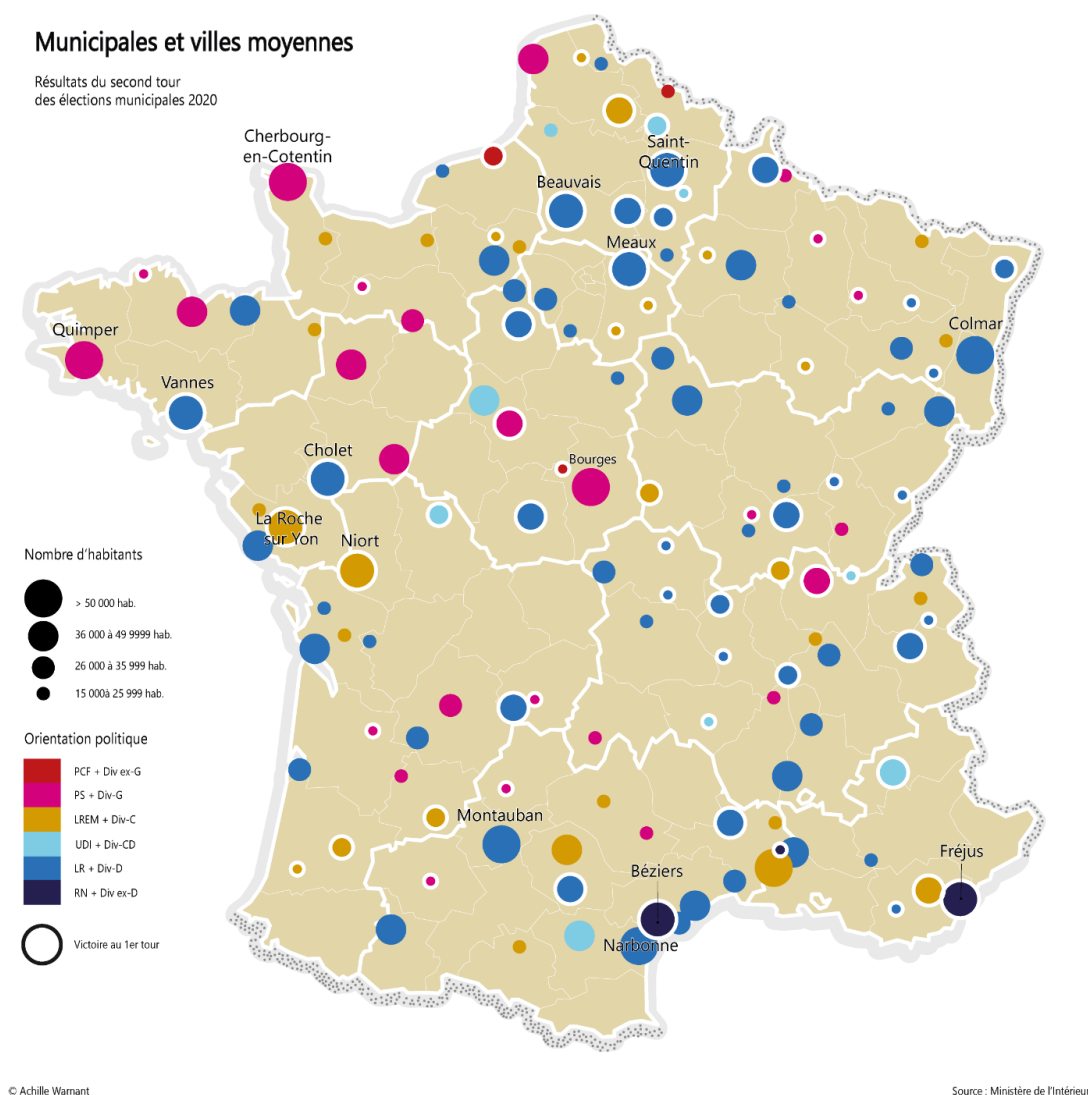 Municipales et villes moyennes
Résultats du second tour
des élections municipales 2020
Cherbourg-
en-Cotentin
Saint-
Quentin
Beauvais
Meaux
Quimper
Colmar
Vannes
Cholet
Bourges
La Roche
sur Yon
Niort
Nombre d'habitants
> 50 000 hab.
36 000 à 49 9999 hab.
26 000 à 35 999 hab.
15 000à 25 999 hab.
Orientation politique
PCF + Div ex-G
PS + Div-G
LREM + Div-C
UDI + Div-CD
LR + Div-D
RN + Div ex-D
Victoire au 1er tour
Montauban
Béziers
Fréjus
Narbonne
© Achille Warnant
Source : Ministère de l'Intérieur